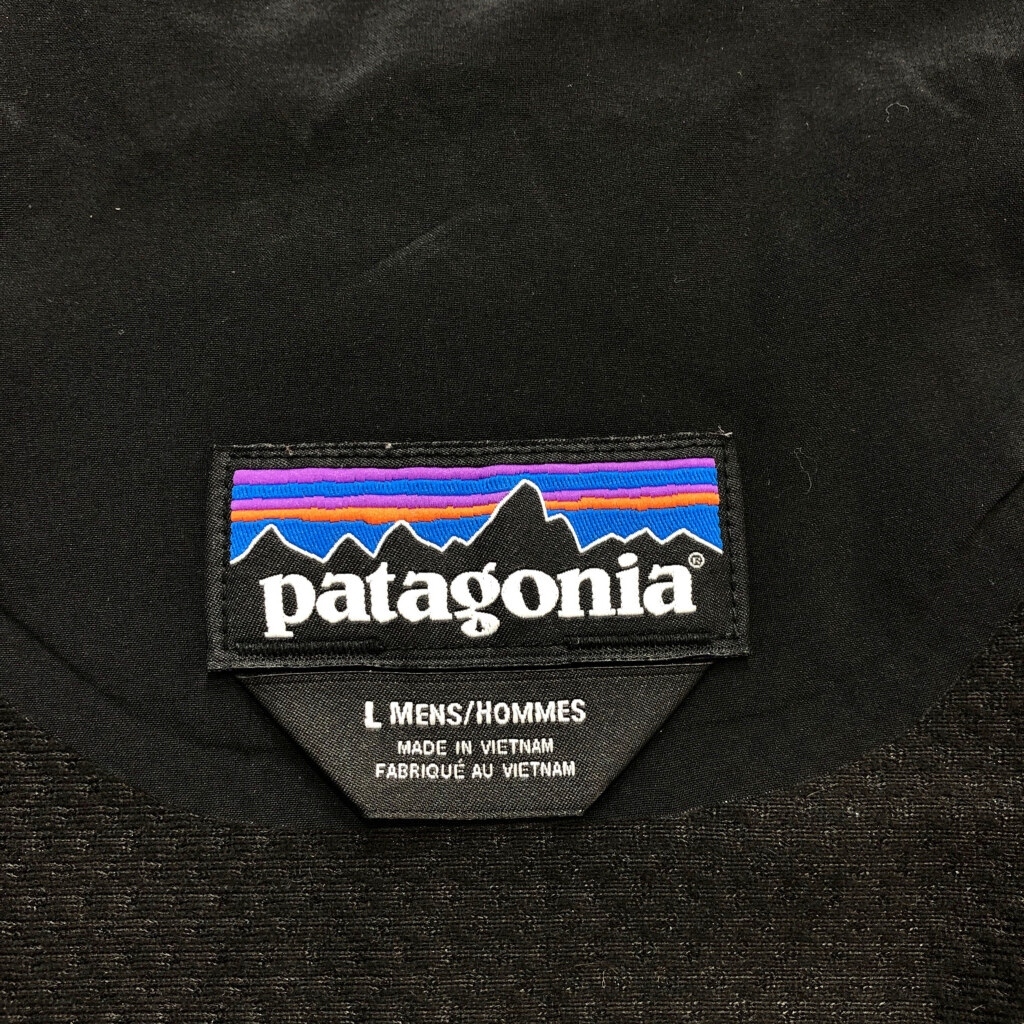 patagonia®
L MENS/HOMMES
MADE IN VIETNAM
FABRIQUÉ AU VIETNAM